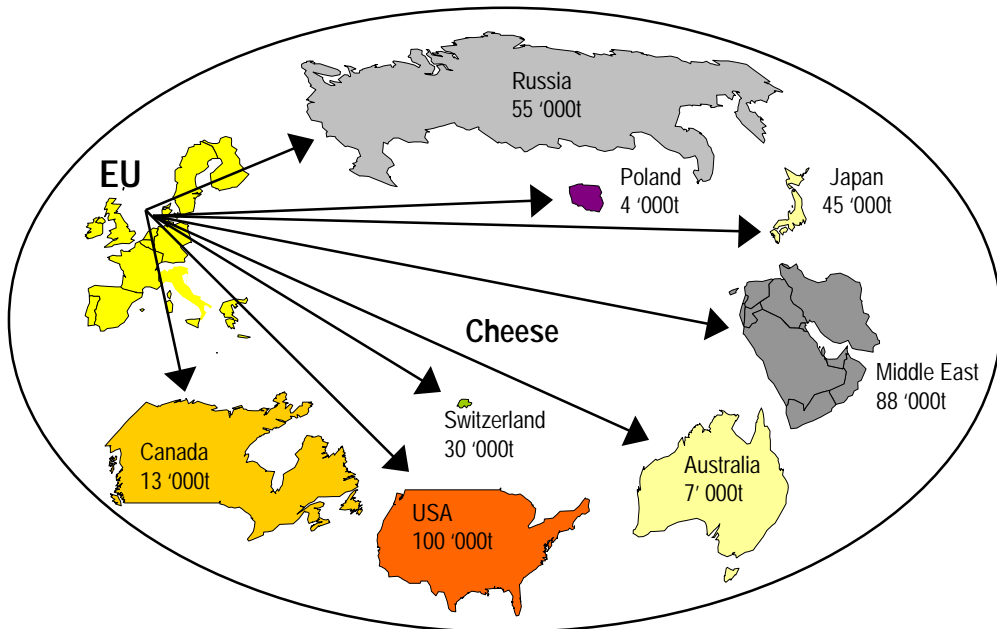 Russia
55 ‘000t
EU
Poland
4 ‘000t
Japan
45 ‘000t
Cheese
Middle East
88 ‘000t
Switzerland
30 ‘000t
Canada
13 ‘000t
Australia
7’ 000t
USA
100 ‘000t